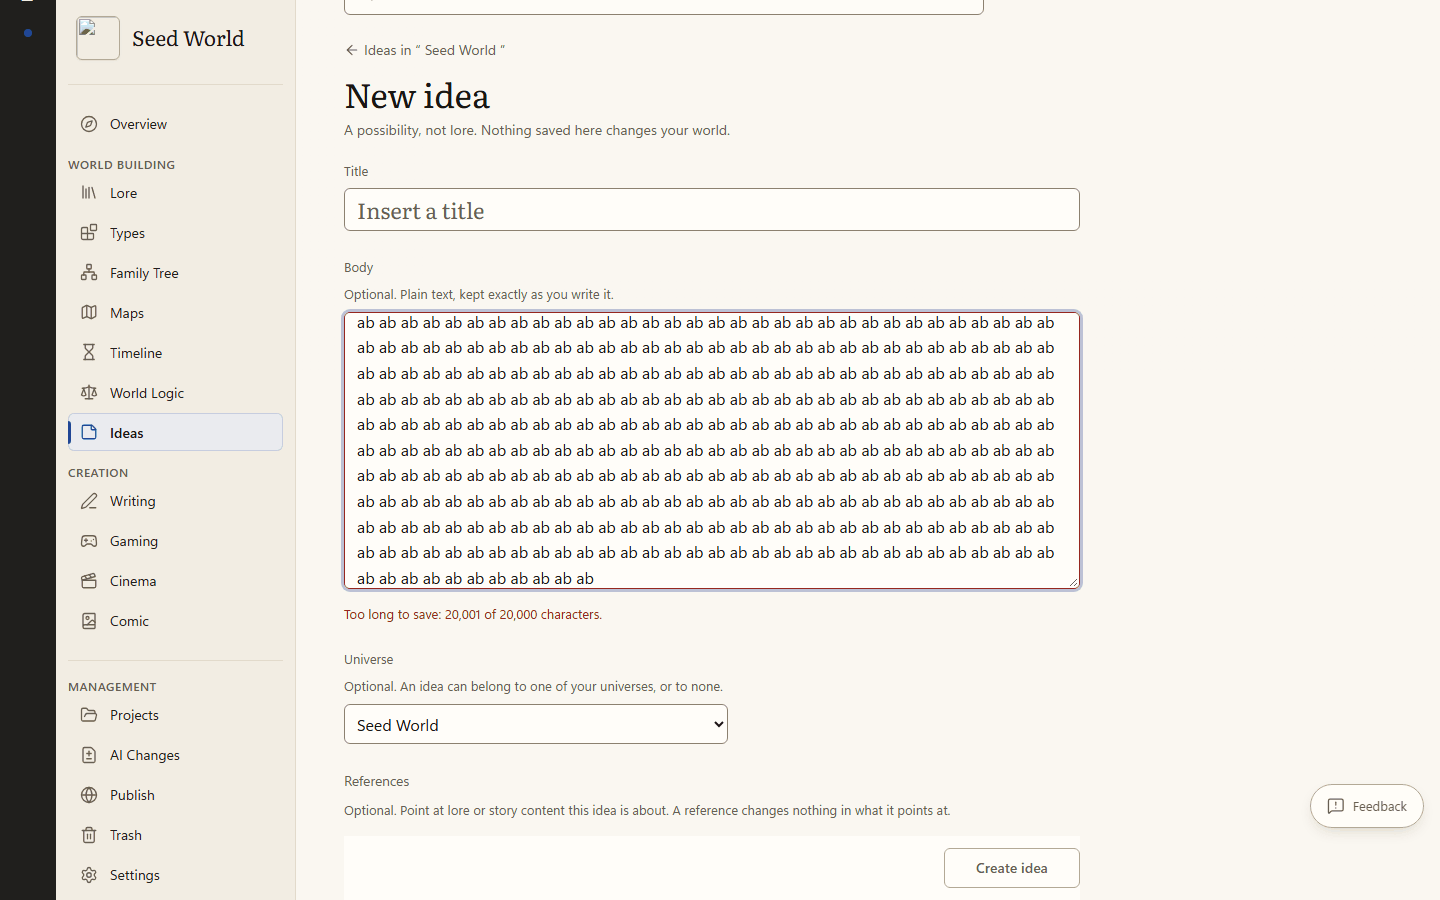 Seed World
Overview
WORLD BUILDING
Lore
Types
Family Tree
Maps
Timeline
World Logic
Ideas
CREATION
Writing
Gaming
Cinema
Comic
MANAGEMENT
Projects
AI Changes
Publish
Trash
Settings
Ideas in “ Seed World ”
New idea
A possibility, not lore. Nothing saved here changes your world.
Title
Insert a title
Body
Optional. Plain text, kept exactly as you write it.
ab ab ab ab ab ab ab ab ab ab ab ab ab ab ab ab ab ab ab ab ab ab ab ab ab ab ab ab ab ab ab ab
ab ab ab ab ab ab ab ab ab ab ab ab ab ab ab ab ab ab ab ab ab ab ab ab ab ab ab ab ab ab ab ab
ab ab ab ab ab ab ab ab ab ab ab ab ab ab ab ab ab ab ab ab ab ab ab ab ab ab ab ab ab ab ab ab
ab ab ab ab ab ab ab ab ab ab ab ab ab ab ab ab ab ab ab ab ab ab ab ab ab ab ab ab ab ab ab ab
ab ab ab ab ab ab ab ab ab ab ab ab ab ab ab ab ab ab ab ab ab ab ab ab ab ab ab ab ab ab ab ab
ab ab ab ab ab ab ab ab ab ab ab ab ab ab ab ab ab ab ab ab ab ab ab ab ab ab ab ab ab ab ab ab
ab ab ab ab ab ab ab ab ab ab ab ab ab ab ab ab ab ab ab ab ab ab ab ab ab ab ab ab ab ab ab ab
ab ab ab ab ab ab ab ab ab ab ab ab ab ab ab ab ab ab ab ab ab ab ab ab ab ab ab ab ab ab ab ab
ab ab ab ab ab ab ab ab ab ab ab ab ab ab ab ab ab ab ab ab ab ab ab ab ab ab ab ab ab ab ab ab
ab ab ab ab ab ab ab ab ab ab ab ab ab ab ab ab ab ab ab ab ab ab ab ab ab ab ab ab ab ab ab ab
ab ab ab ab ab ab ab ab ab ab ab
Too long to save: 20,001 of 20,000 characters.
Universe
Optional. An idea can belong to one of your universes, or to none.
Seed World
References
Optional. Point at lore or story content this idea is about. A reference changes nothing in what it points at.
Create idea
Feedback